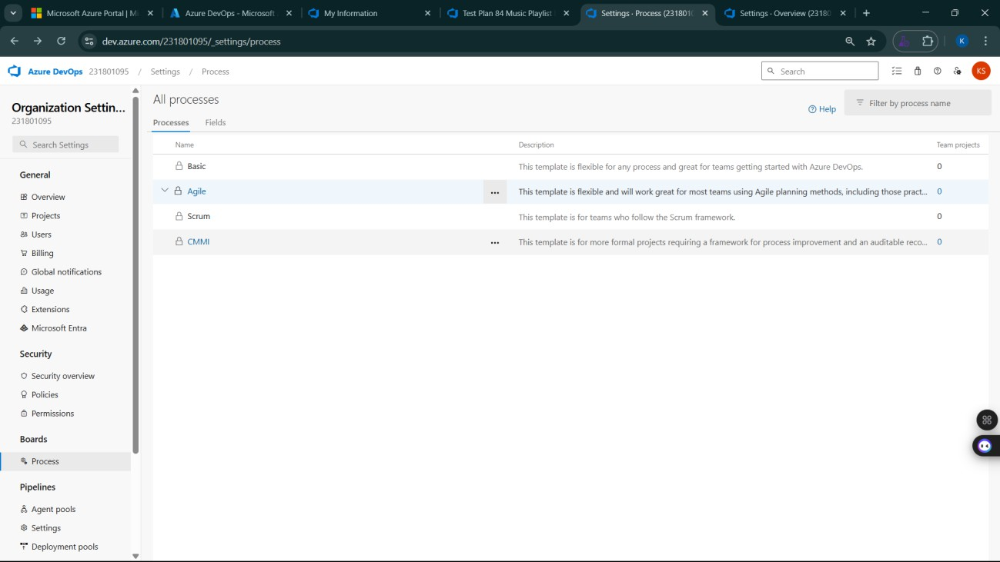 Microsoft Azure Portal | Mi
Azure DevOps - Microsoft
My Information
Test Plan 84 Music Playlist
Settings · Process (231801
Settings · Overview (23180
dev.azure.com/231801095/_settings/process
K
Azure DevOps 231801095 / Settings / Process
Search
KS
Organization Settin...
231801095
Search Settings
General
Overview
Projects
Users
Billing
Global notifications
Usage
Extensions
Microsoft Entra
Security
Security overview
Policies
Permissions
Boards
Process
Pipelines
Agent pools
Settings
Deployment pools
All processes
Help
Filter by process name
Processes Fields
Name Description Team projects
Basic This template is flexible for any process and great for teams getting started with Azure DevOps. 0
Agile ... This template is flexible and will work great for most teams using Agile planning methods, including those pract... 0
Scrum This template is for teams who follow the Scrum framework. 0
CMMI ... This template is for more formal projects requiring a framework for process improvement and an auditable reco... 0